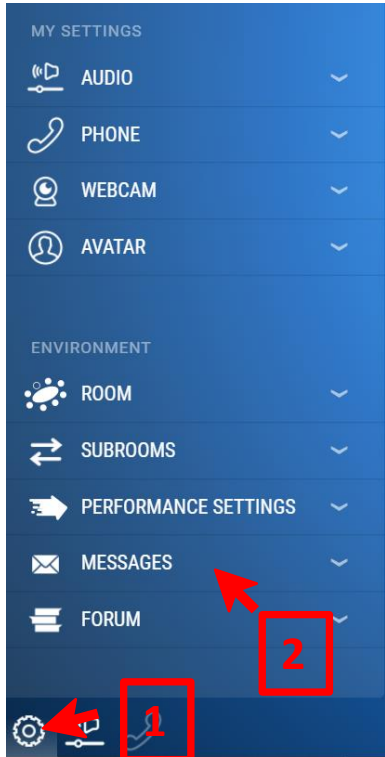 MY SETTINGS
AUDIO
PHONE
WEBCAM
AVATAR
ENVIRONMENT
ROOM
SUBROOMS
PERFORMANCE SETTINGS
MESSAGES
FORUM
2
1